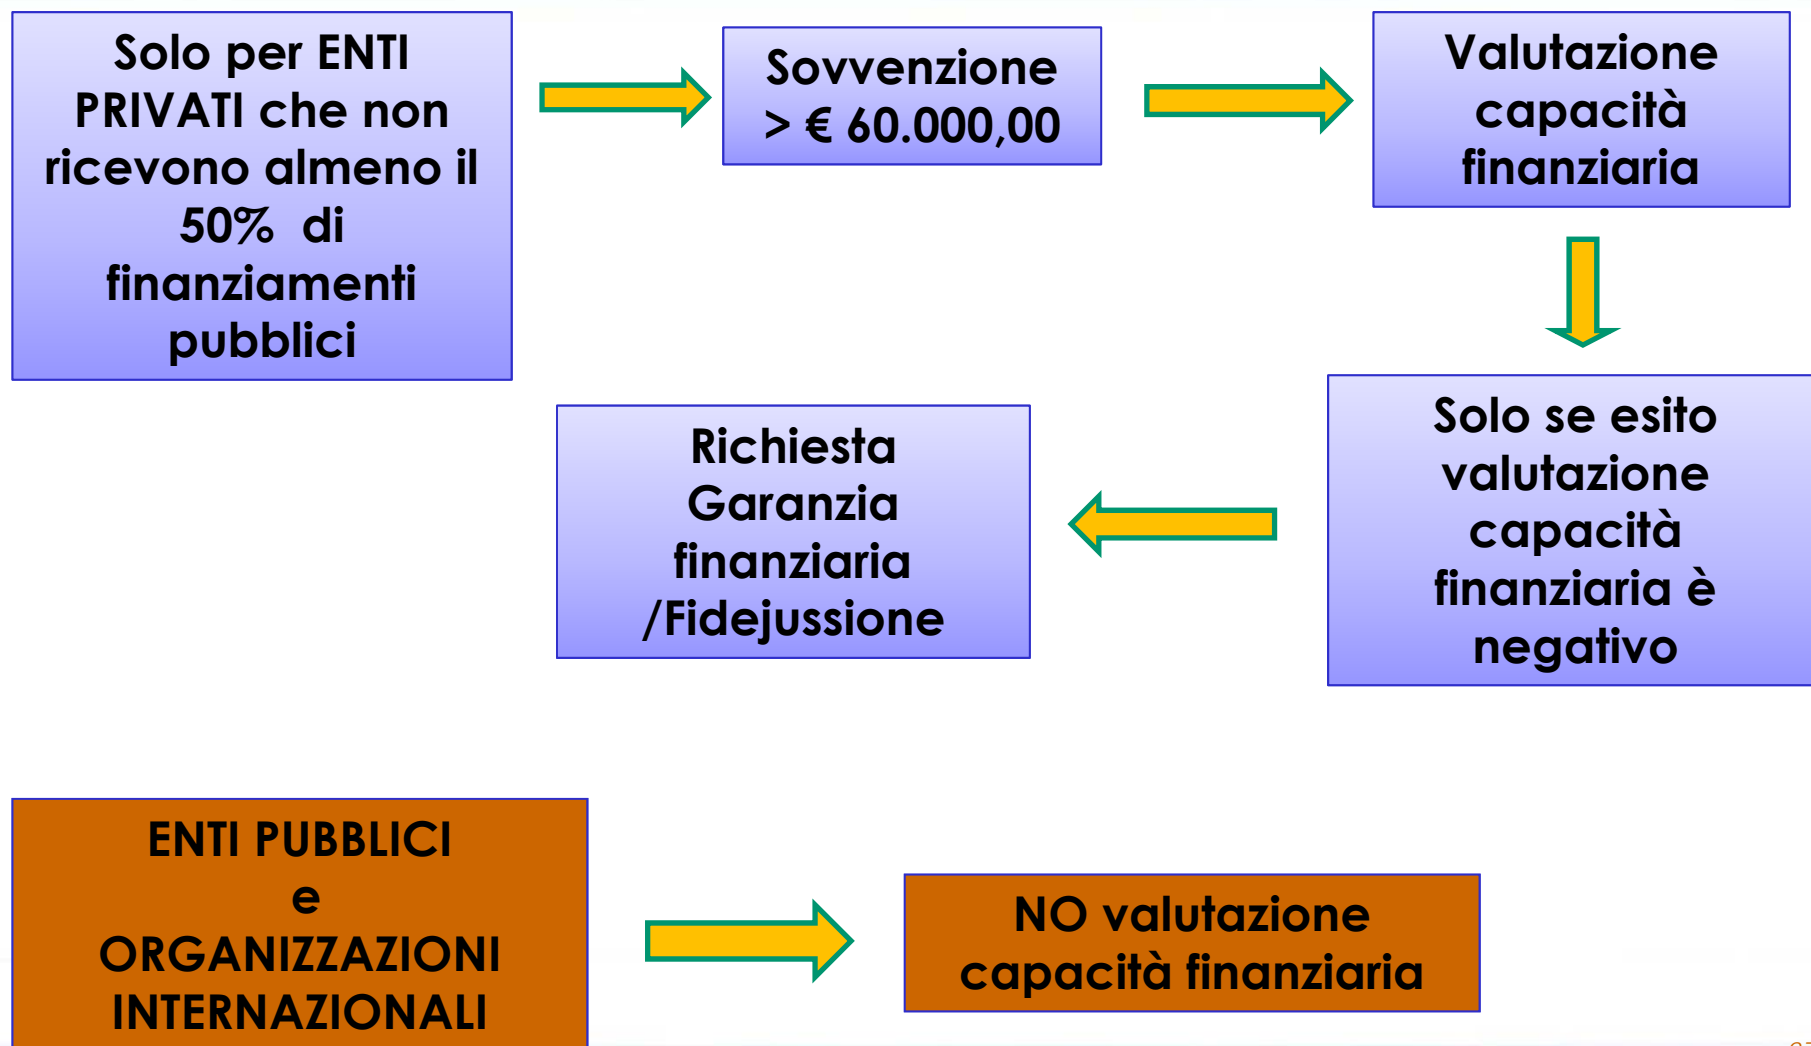 Solo per ENTI
PRIVATI che non
ricevono almeno il
50% di
finanziamenti
pubblici
Sovvenzione
> € 60.000,00
Valutazione
capacità
finanziaria
Solo se esito
valutazione
capacità
finanziaria è
negativo
Richiesta
Garanzia
finanziaria
/Fidejussione
ENTI PUBBLICI
e
ORGANIZZAZIONI
INTERNAZIONALI
NO valutazione
capacità finanziaria